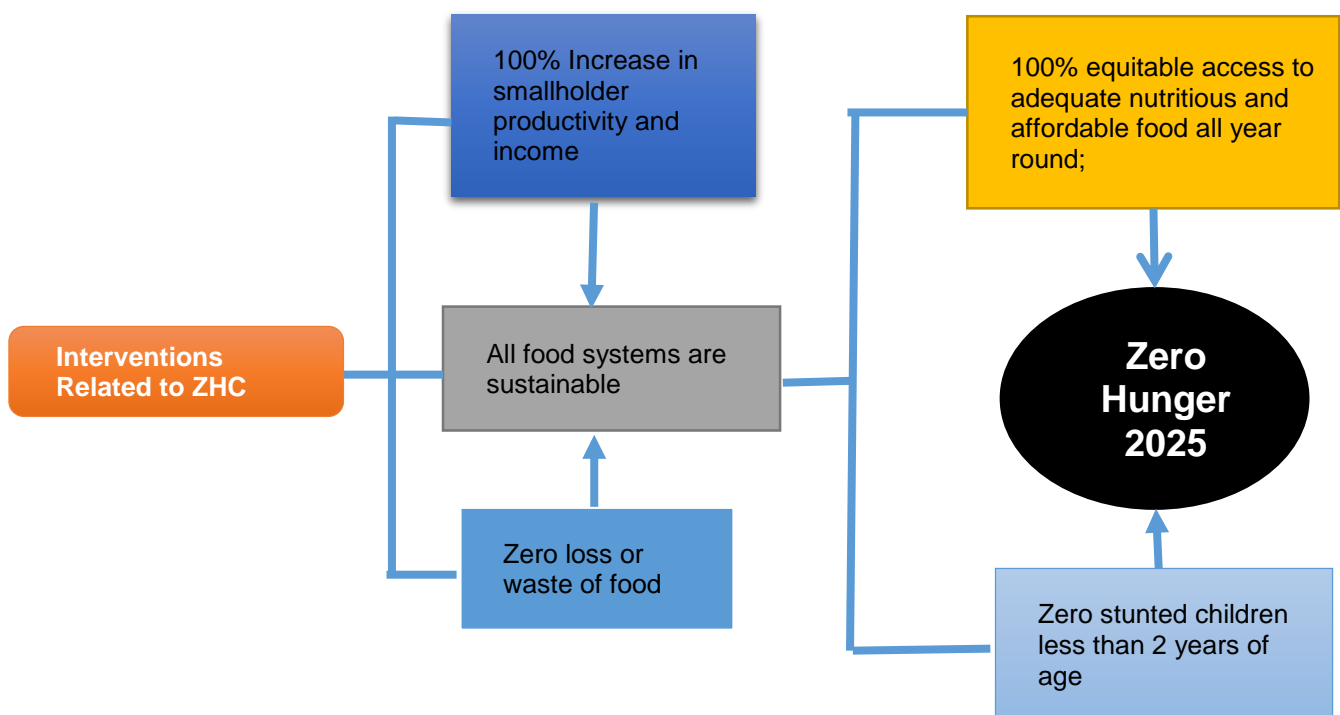 100% Increase in
smallholder
productivity and
income
100% equitable access to
adequate nutritious and
affordable food all year
round;
Interventions
Related to ZHC
All food systems are
sustainable
Zero
Hunger
2025
Zero loss or
waste of food
Zero stunted children
less than 2 years of
age